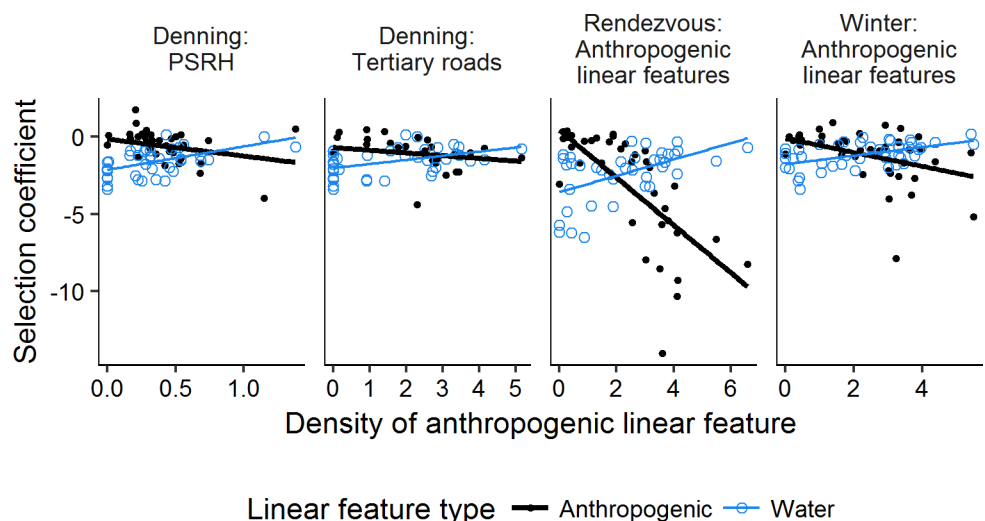 Denning:
PSRH
Denning:
Tertiary roads
Rendezvous:
Anthropogenic
linear features
Winter:
Anthropogenic
linear features
Selection coefficient
0
-5
-10
0.0 0.5 1.0
0 1 2 3 4 5
0 2 4 6
0 2 4
Density of anthropogenic linear feature
Linear feature type Anthropogenic Water